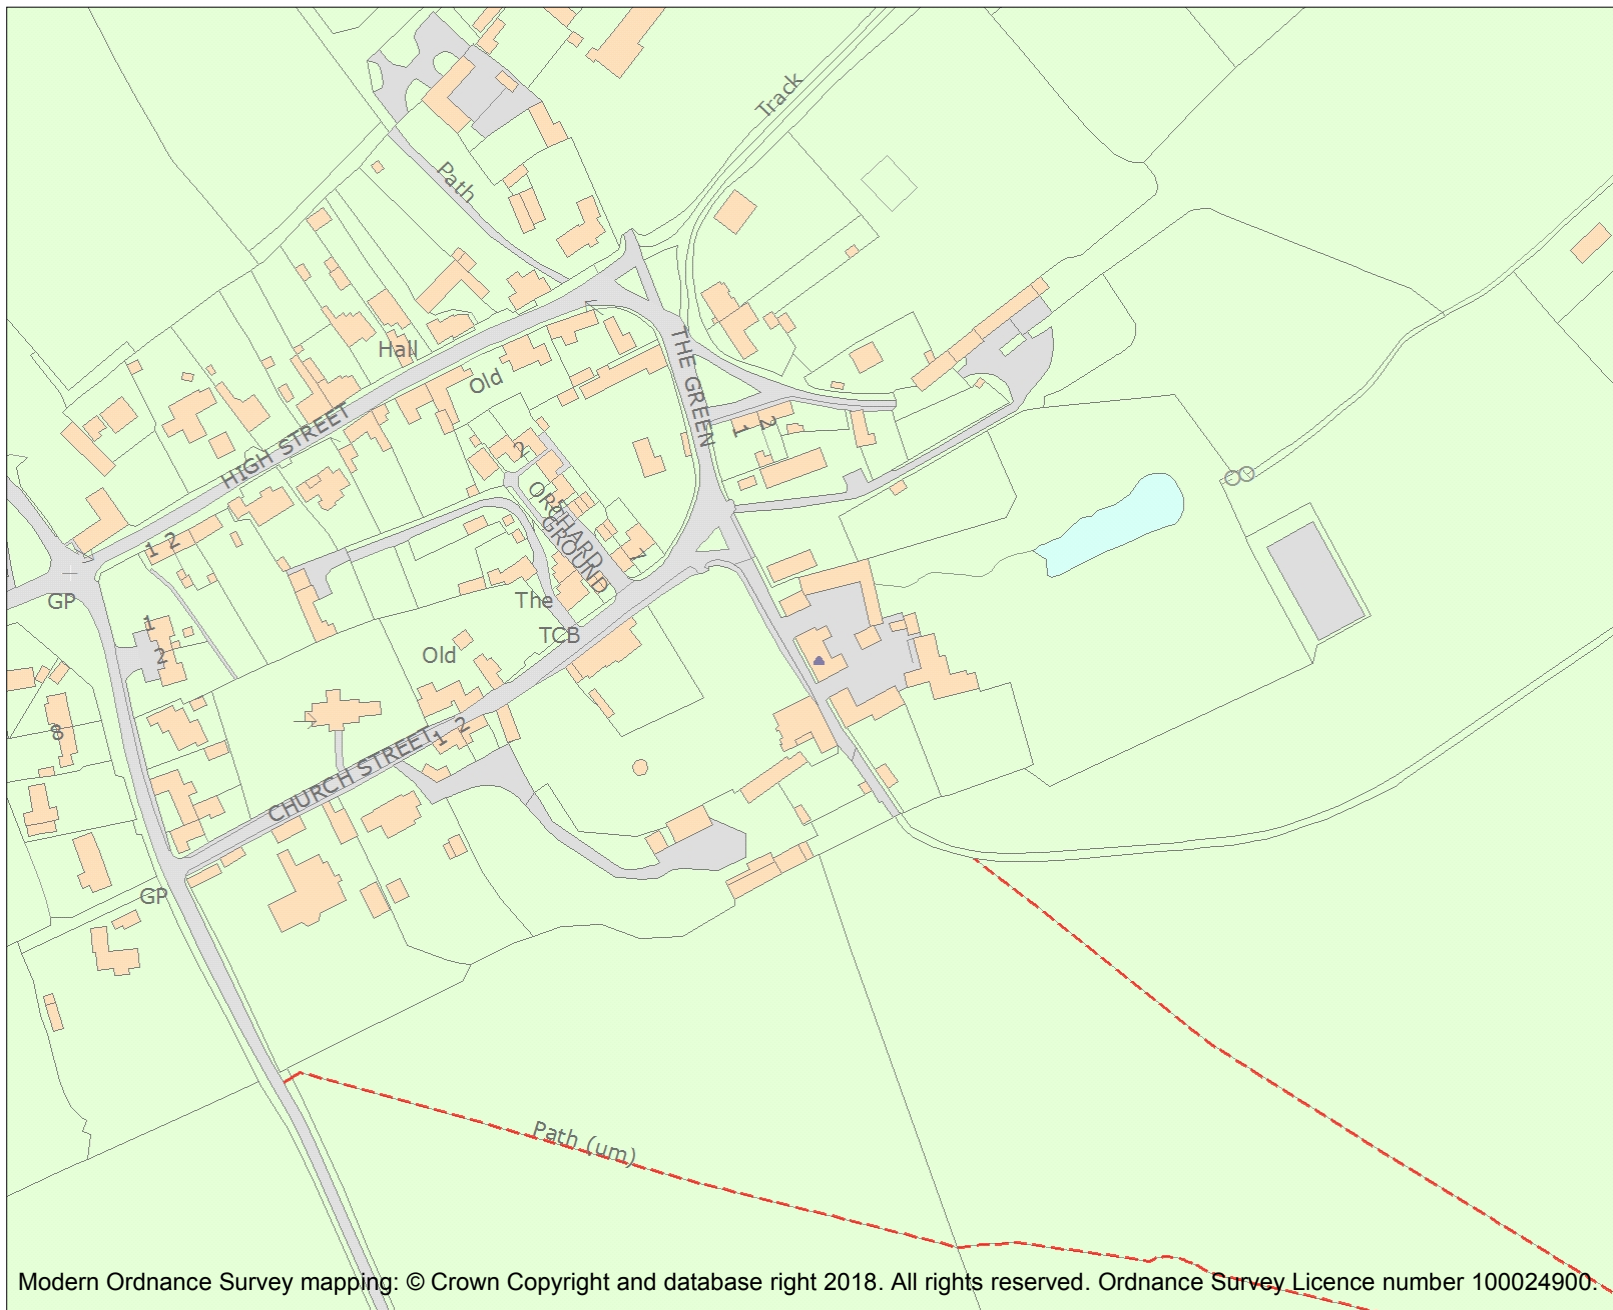 Track
Path
THE GREEN
Hall
Old
1 2
HIGH STREET
2
ORCHARD
GROUND
7
1 2
GP
The
TCB
1
2
Old
8
1 2
CHURCH STREET
GP
Path (um)
Modern Ordnance Survey mapping: © Crown Copyright and database right 2018. All rights reserved. Ordnance Survey Licence number 100024900.